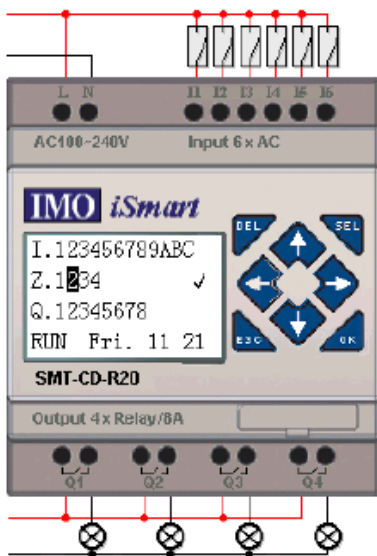 L N I1 I2 I3 I4 I5 I6
AC100~240V Input 6 x AC
IMO iSmart
DEL SEL
I.123456789ABC
Z.1234 ✓
Q.12345678
RUN Fri. 11 21
ESC OK
SMT-CD-R20
Output 4 x Relay/8A
Q1 Q2 Q3 Q4